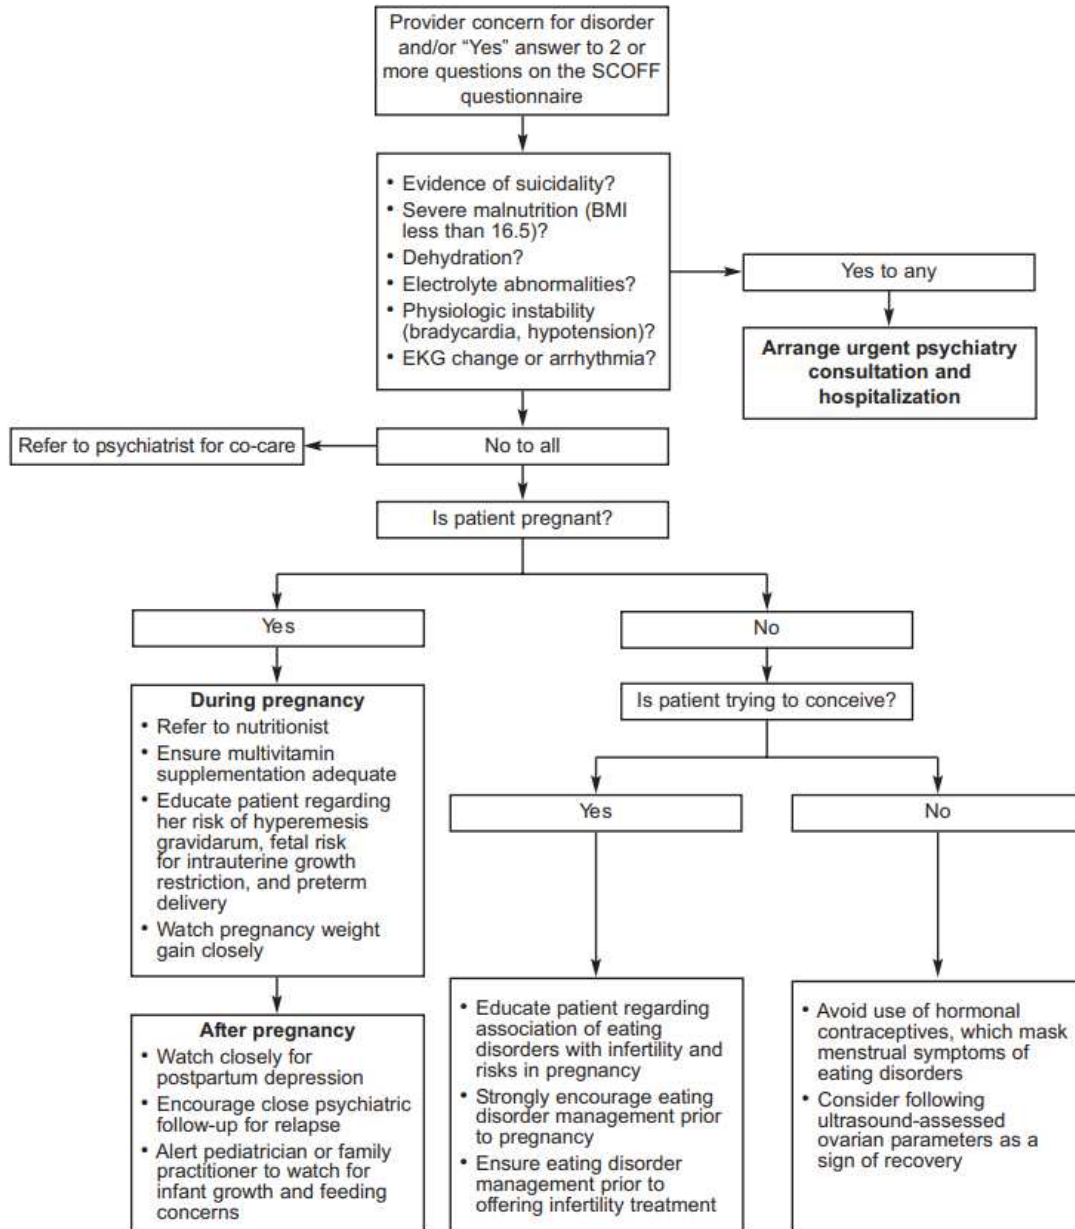 Provider concern for disorder
and/or “Yes” answer to 2 or
more questions on the SCOFF
questionnaire
• Evidence of suicidality?
• Severe malnutrition (BMI
less than 16.5)?
• Dehydration?
• Electrolyte abnormalities?
• Physiologic instability
(bradycardia, hypotension)?
• EKG change or arrhythmia?
Yes to any
Arrange urgent psychiatry
consultation and
hospitalization
Refer to psychiatrist for co-care
No to all
Is patient pregnant?
Yes
No
During pregnancy
• Refer to nutritionist
• Ensure multivitamin
supplementation adequate
• Educate patient regarding
her risk of hyperemesis
gravidarum, fetal risk
for intrauterine growth
restriction, and preterm
delivery
• Watch pregnancy weight
gain closely
After pregnancy
• Watch closely for
postpartum depression
• Encourage close psychiatric
follow-up for relapse
• Alert pediatrician or family
practitioner to watch for
infant growth and feeding
concerns
Is patient trying to conceive?
Yes
No
• Educate patient regarding
association of eating
disorders with infertility and
risks in pregnancy
• Strongly encourage eating
disorder management prior
to pregnancy
• Ensure eating disorder
management prior to
offering infertility treatment
• Avoid use of hormonal
contraceptives, which mask
menstrual symptoms of
eating disorders
• Consider following
ultrasound-assessed
ovarian parameters as a
sign of recovery